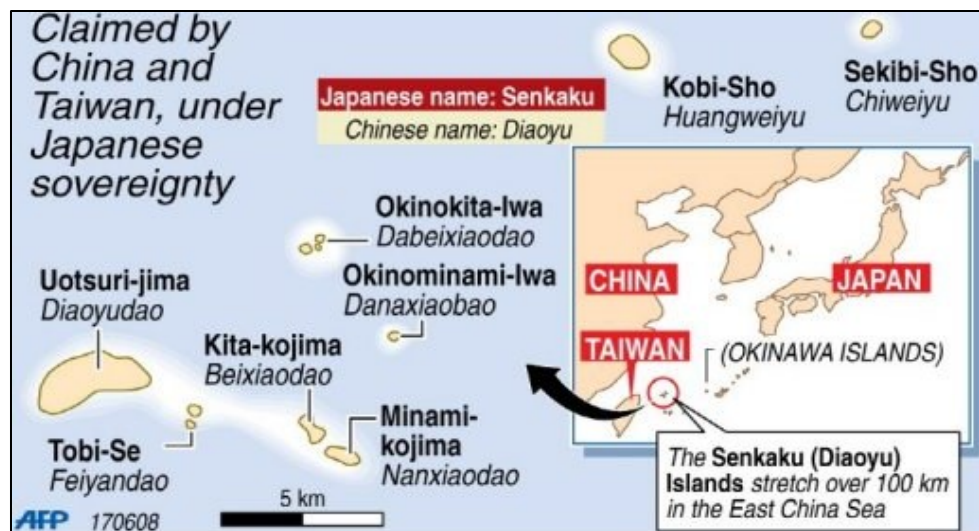 Claimed by
China and
Taiwan, under
Japanese
sovereignty
Japanese name: Senkaku
Chinese name: Diaoyu
Kobi-Sho
Huangweiyu
Sekibi-Sho
Chiweiyu
Okinokita-Iwa
Dabeixiaodao
Okinominami-Iwa
Danaxiaobao
Uotsuri-jima
Diaoyudao
Kita-kojima
Beixiaodao
Tobi-Se
Feiyandao
Minami-
kojima
Nanxiaodao
CHINA
JAPAN
TAIWAN
(OKINAWA ISLANDS)
The Senkaku (Diaoyu)
Islands stretch over 100 km
in the East China Sea
5 km
AFP 170608